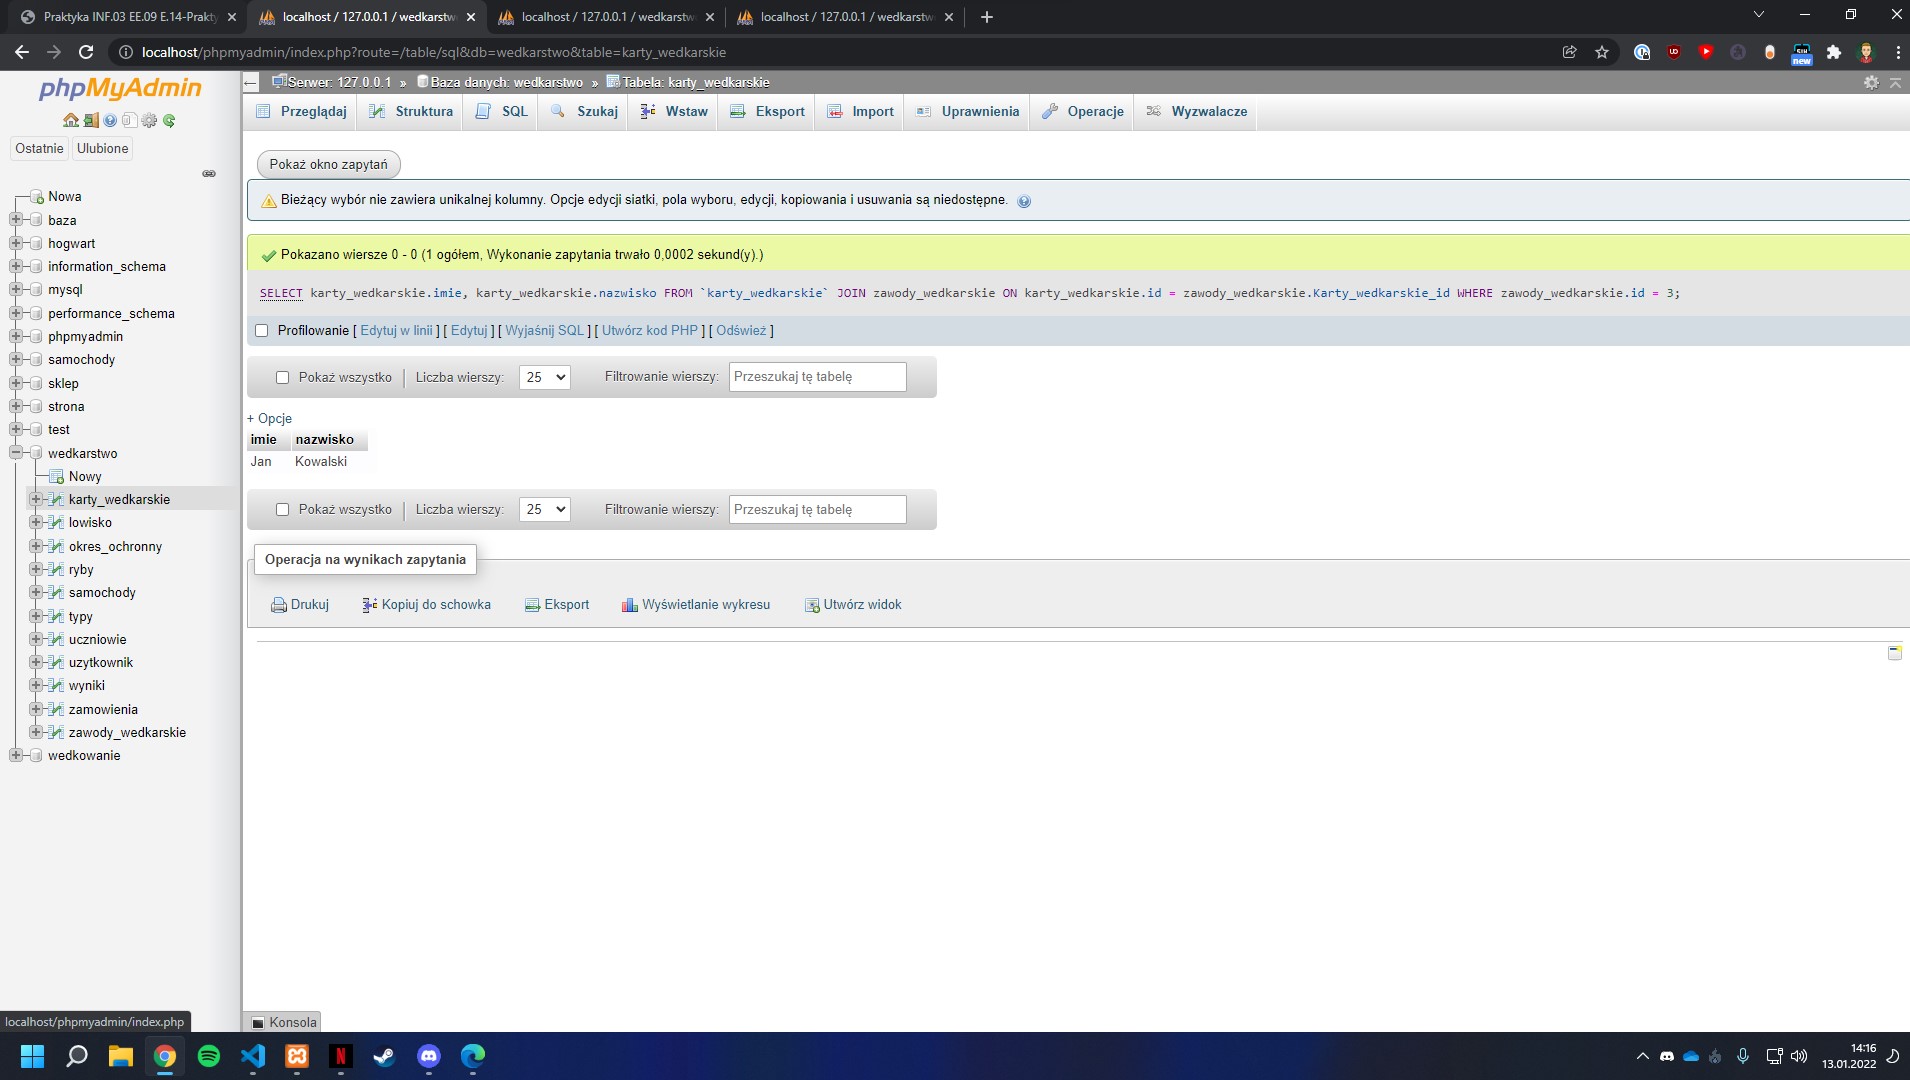 Praktyka INF.03 EE.09 E.14-Prakty
localhost / 127.0.0.1 / wedkarstw
localhost / 127.0.0.1 / wedkarstw
localhost / 127.0.0.1 / wedkarstw
localhost/phpmyadmin/index.php?route=/table/sql&db=wedkarstwo&table=karty_wedkarskie
new
phpMyAdmin
Ostatnie
Ulubione
Nowa
baza
hogwart
information_schema
mysql
performance_schema
phpmyadmin
samochody
sklep
strona
test
wedkarstwo
Nowy
karty_wedkarskie
lowisko
okres_ochronny
ryby
samochody
typy
uczniowie
uzytkownik
wyniki
zamowienia
zawody_wedkarskie
wedkowanie
localhost/phpmyadmin/index.php
Serwer: 127.0.0.1 » Baza danych: wedkarstwo » Tabela: karty_wedkarskie
Przeglądaj
Struktura
SQL
Szukaj
Wstaw
Eksport
Import
Uprawnienia
Operacje
Wyzwalacze
Pokaż okno zapytań
Bieżący wybór nie zawiera unikalnej kolumny. Opcje edycji siatki, pola wyboru, edycji, kopiowania i usuwania są niedostępne.
Pokazano wiersze 0 - 0 (1 ogółem, Wykonanie zapytania trwało 0,0002 sekund(y).)
SELECT karty_wedkarskie.imie, karty_wedkarskie.nazwisko FROM `karty_wedkarskie` JOIN zawody_wedkarskie ON karty_wedkarskie.id = zawody_wedkarskie.Karty_wedkarskie_id WHERE zawody_wedkarskie.id = 3;
Profilowanie [ Edytuj w linii ] [ Edytuj ] [ Wyjaśnij SQL ] [ Utwórz kod PHP ] [ Odśwież ]
Pokaż wszystko | Liczba wierszy: 25 Filtrowanie wierszy: Przeszukaj tę tabelę
+ Opcje
imie nazwisko
Jan Kowalski
Pokaż wszystko | Liczba wierszy: 25 Filtrowanie wierszy: Przeszukaj tę tabelę
Operacja na wynikach zapytania
Drukuj
Kopiuj do schowka
Eksport
Wyświetlanie wykresu
Utwórz widok
Konsola
14:16
13.01.2022